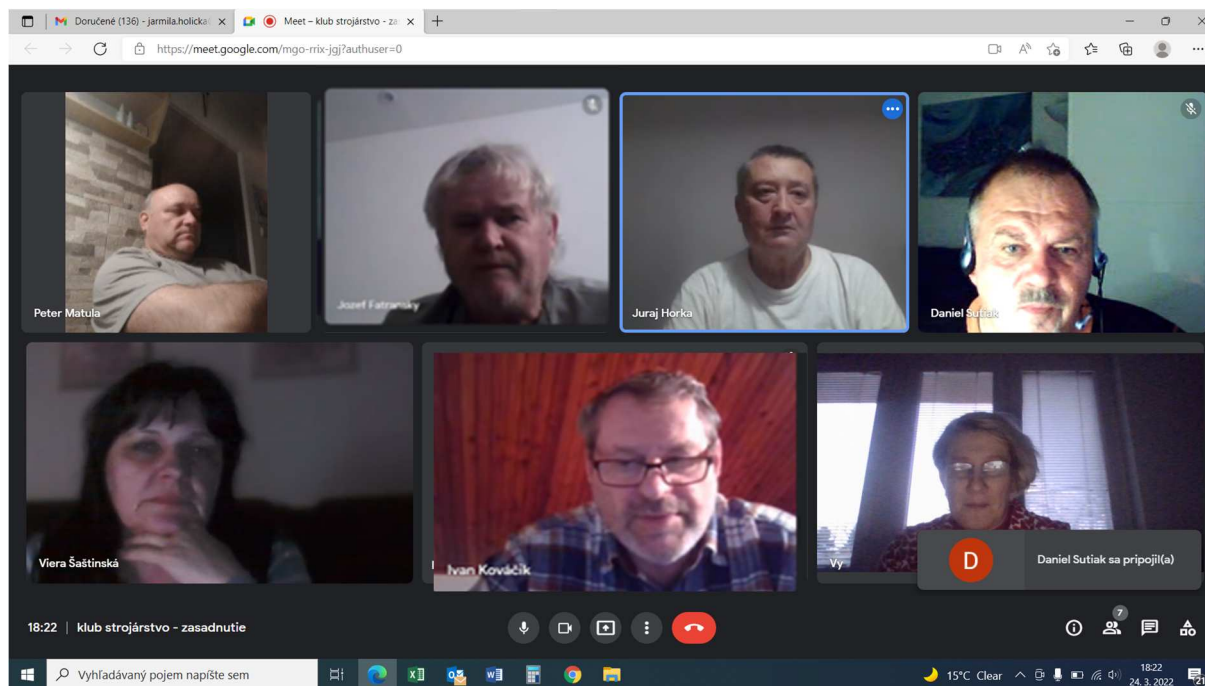 Doručené (136) - jarmila.holicka
Meet – klub strojárstvo - za
https://meet.google.com/mgo-rrix-jgj?authuser=0
Peter Matula
Jozef Fatransky
Juraj Horka
Daniel Sutiak
Viera Šaštinská
Ivan Kováčik
Vy
D
Daniel Sutiak sa pripojil(a)
18:22 | klub strojárstvo - zasadnutie
7
Vyhľadávaný pojem napíšte sem
15°C Clear
18:22
24. 3. 2022
21